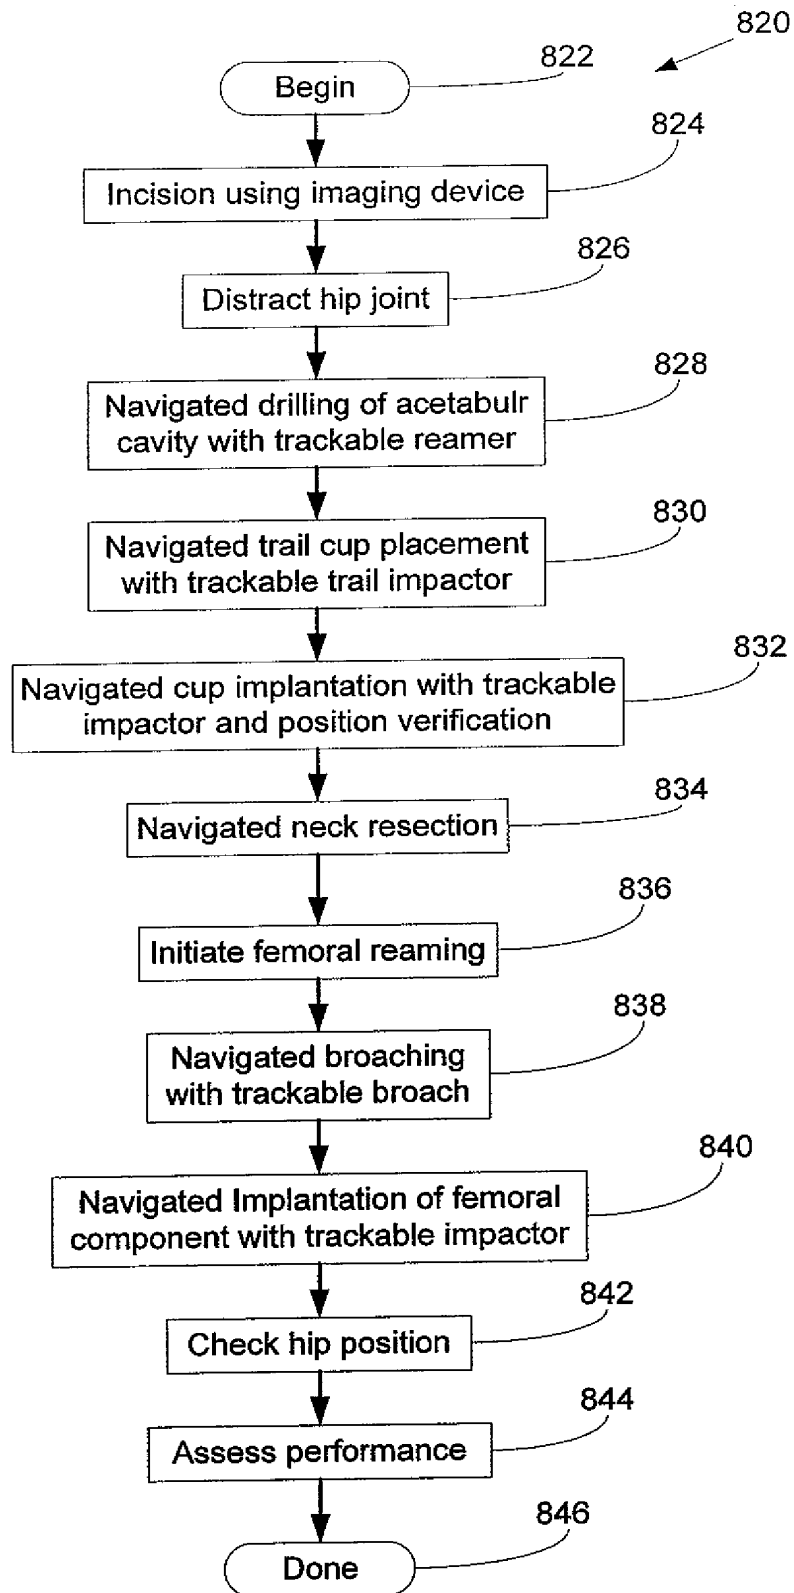 820
822
Begin
824
Incision using imaging device
826
Distract hip joint
828
Navigated drilling of acetabulr
cavity with trackable reamer
830
Navigated trail cup placement
with trackable trail impactor
832
Navigated cup implantation with trackable
impactor and position verification
834
Navigated neck resection
836
Initiate femoral reaming
838
Navigated broaching
with trackable broach
840
Navigated Implantation of femoral
component with trackable impactor
842
Check hip position
844
Assess performance
846
Done